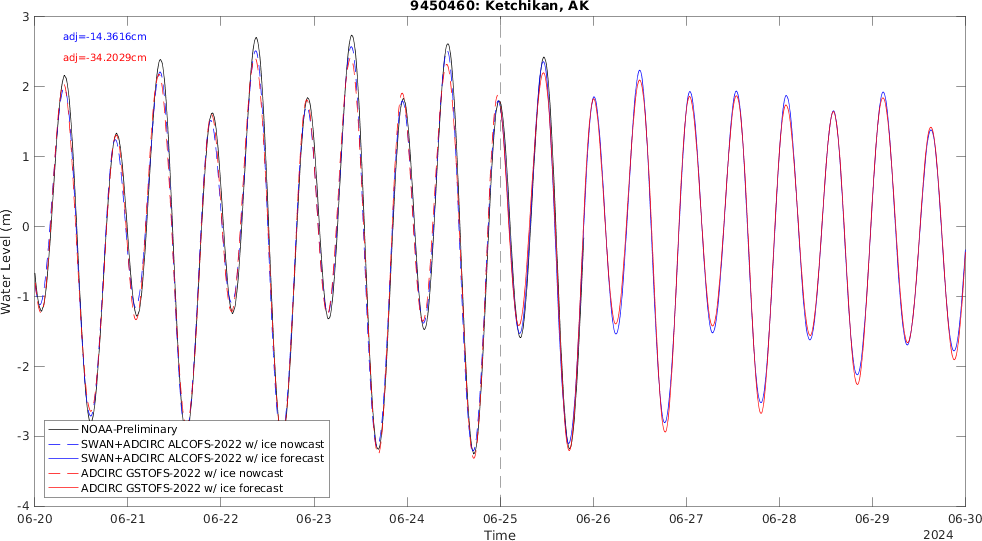 9450460: Ketchikan, AK
adj=-14.3616cm
adj=-34.2029cm
3
2
1
0
-1
-2
-3
-4
Water Level (m)
NOAA-Preliminary
SWAN+ADCIRC ALCOFS-2022 w/ ice nowcast
SWAN+ADCIRC ALCOFS-2022 w/ ice forecast
ADCIRC GSTOFS-2022 w/ ice nowcast
ADCIRC GSTOFS-2022 w/ ice forecast
06-20 06-21 06-22 06-23 06-24 06-25 06-26 06-27 06-28 06-29 06-30
Time
2024